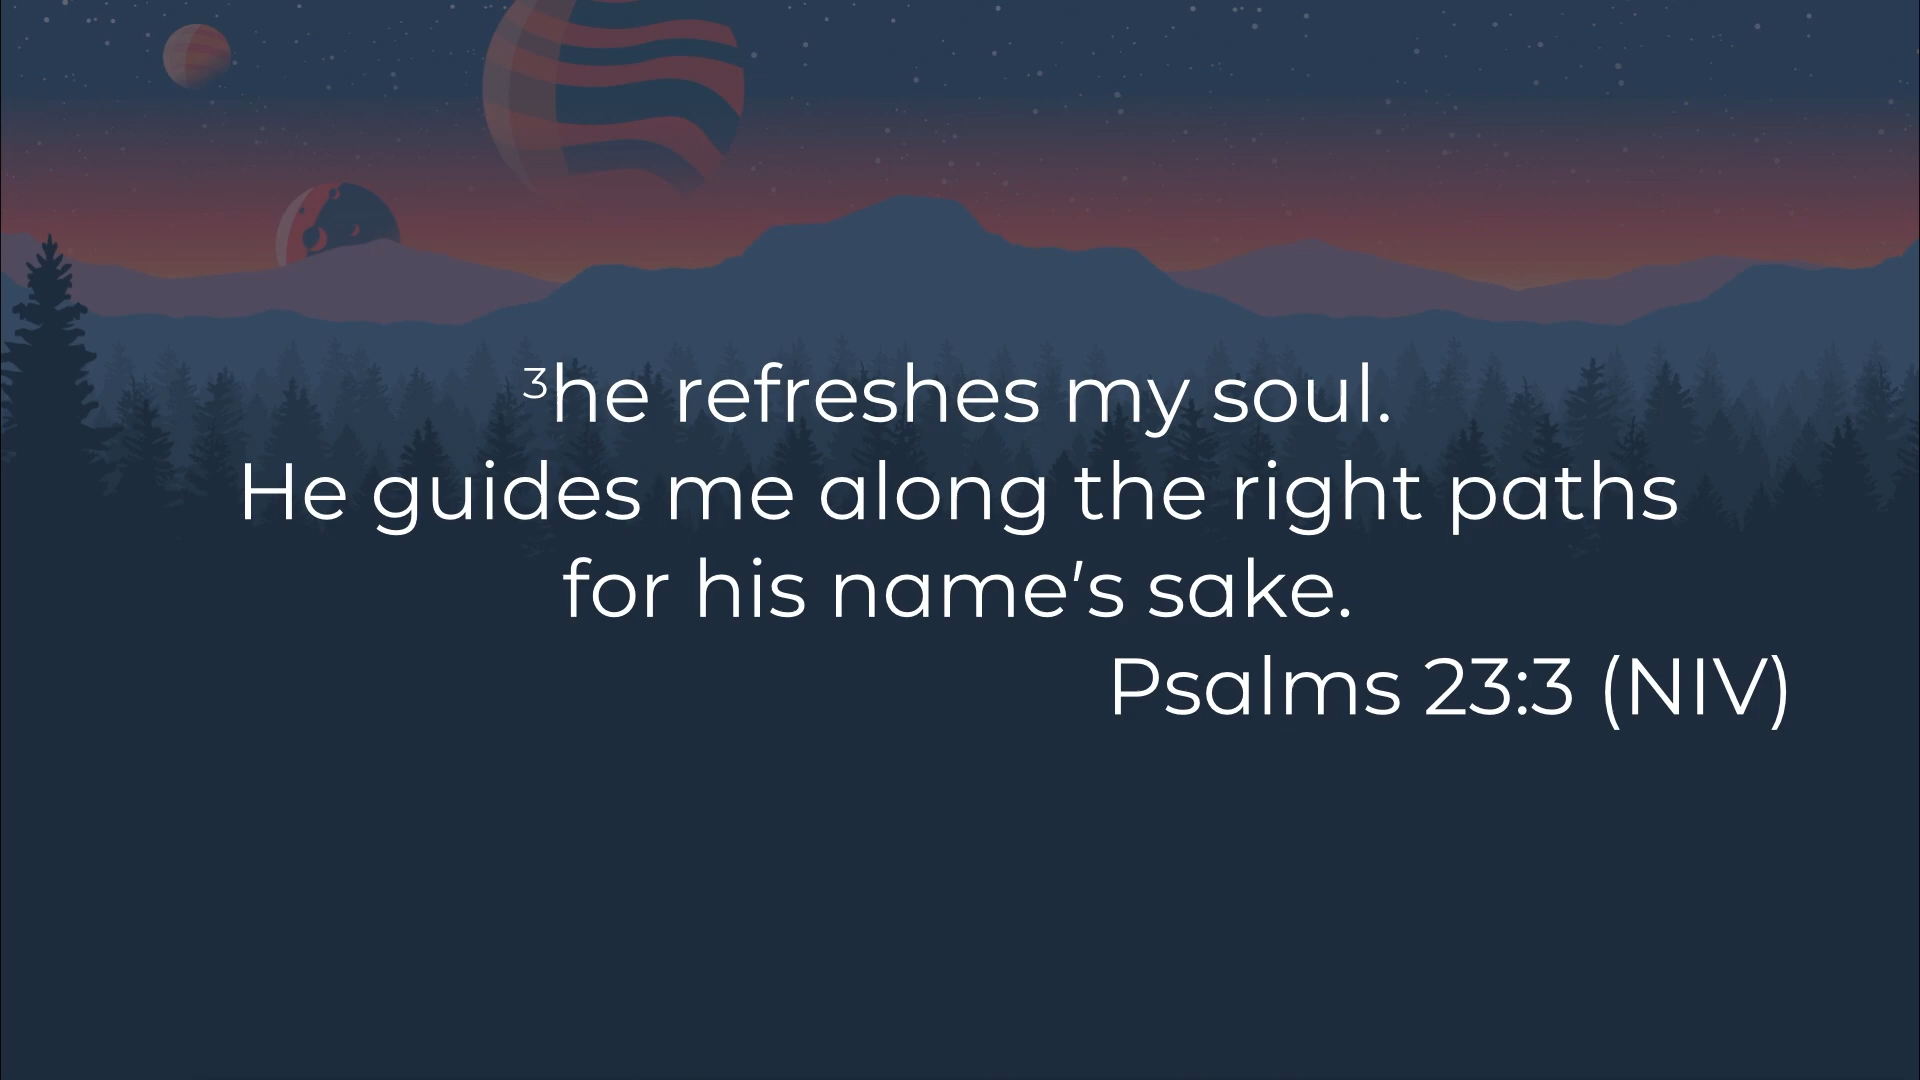 ³he refreshes my soul.
He guides me along the right paths
for his name's sake.
Psalms 23:3 (NIV)